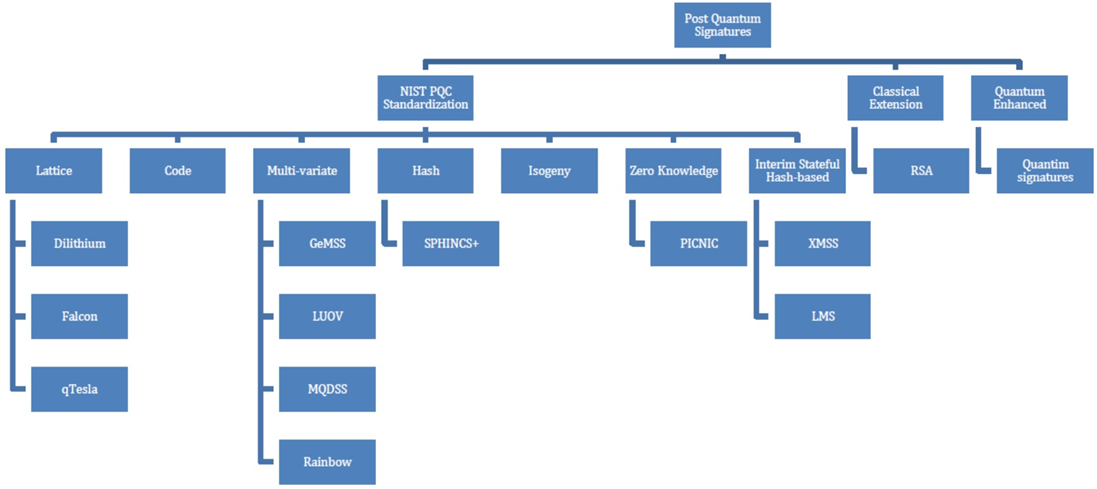 Post Quantum
Signatures
NIST PQC
Standardization
Classical
Extension
Quantum
Enhanced
Lattice
Code
Multi-variate
Hash
Isogeny
Zero Knowledge
Interim Stateful
Hash-based
RSA
Quantim
signatures
Dilithium
GeMSS
SPHINCS+
PICNIC
XMSS
Falcon
LUOV
LMS
qTesla
MQDSS
Rainbow